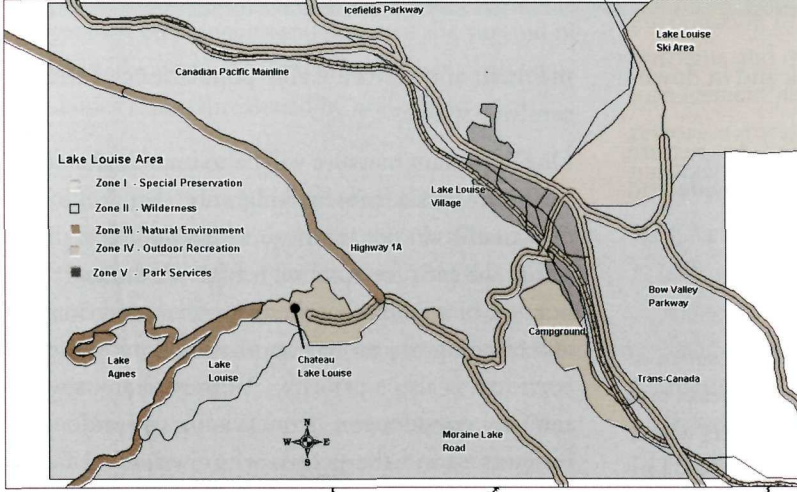 Icefields Parkway
Lake Louise
Ski Area
Canadian Pacific Mainline
Lake Louise Area
Zone I - Special Preservation
Zone II - Wilderness
Zone III - Natural Environment
Zone IV - Outdoor Recreation
Zone V - Park Services
Lake Louise
Village
Highway 1A
Bow Valley
Parkway
Campground
Lake
Agnes
Lake
Louise
Chateau
Lake Louise
Trans-Canada
Moraine Lake
Road
N
W
E
S